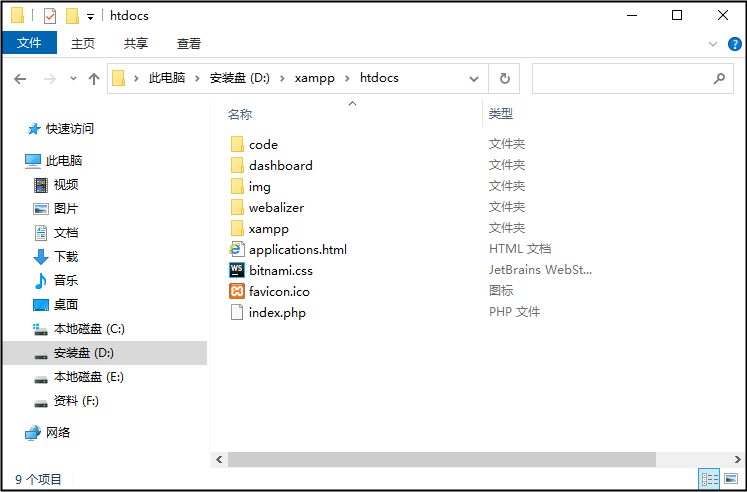 htdocs
文件 主页 共享 查看
此电脑 安装盘 (D:) xampp htdocs
名称 类型
快速访问
此电脑
视频
图片
文档
下载
音乐
桌面
本地磁盘 (C:)
安装盘 (D:)
本地磁盘 (E:)
资料 (F:)
网络
code 文件夹
dashboard 文件夹
img 文件夹
webalizer 文件夹
xampp 文件夹
applications.html HTML 文档
bitnami.css JetBrains WebSt...
favicon.ico 图标
index.php PHP 文件
9 个项目